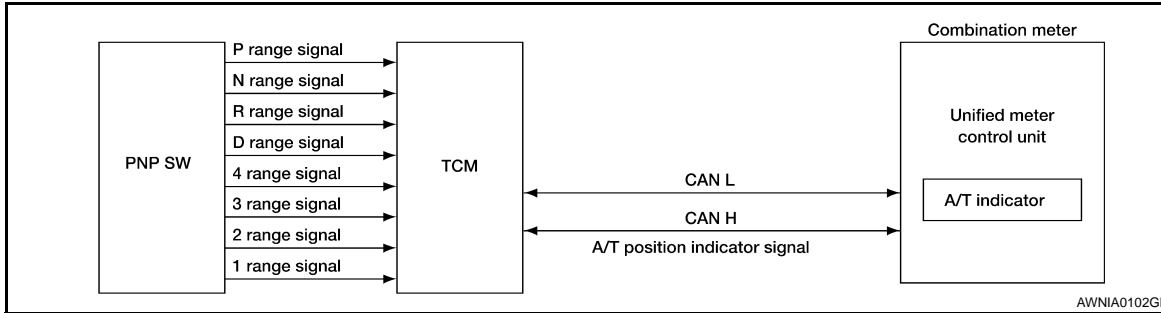 Combination meter
PNP SW
P range signal
N range signal
R range signal
D range signal
4 range signal
3 range signal
2 range signal
1 range signal
TCM
CAN L
CAN H
A/T position indicator signal
Unified meter
control unit
A/T indicator